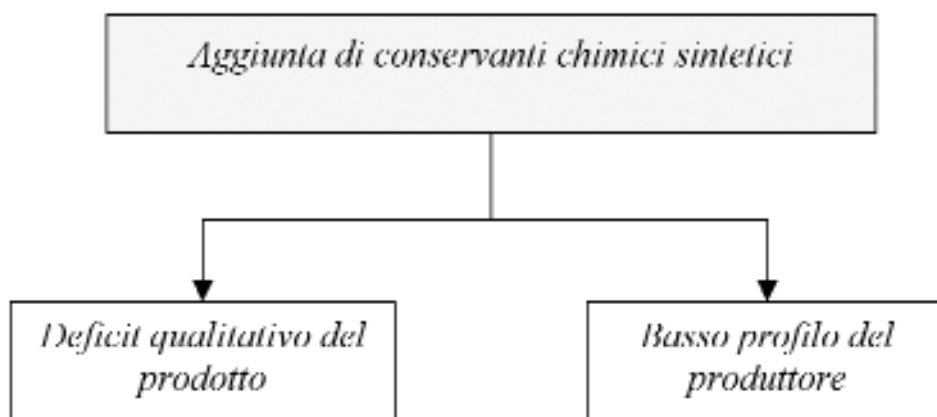 Aggiunta di conservanti chimici sintetici
Deficit qualitativo del
prodotto
Basso profilo del
produttore